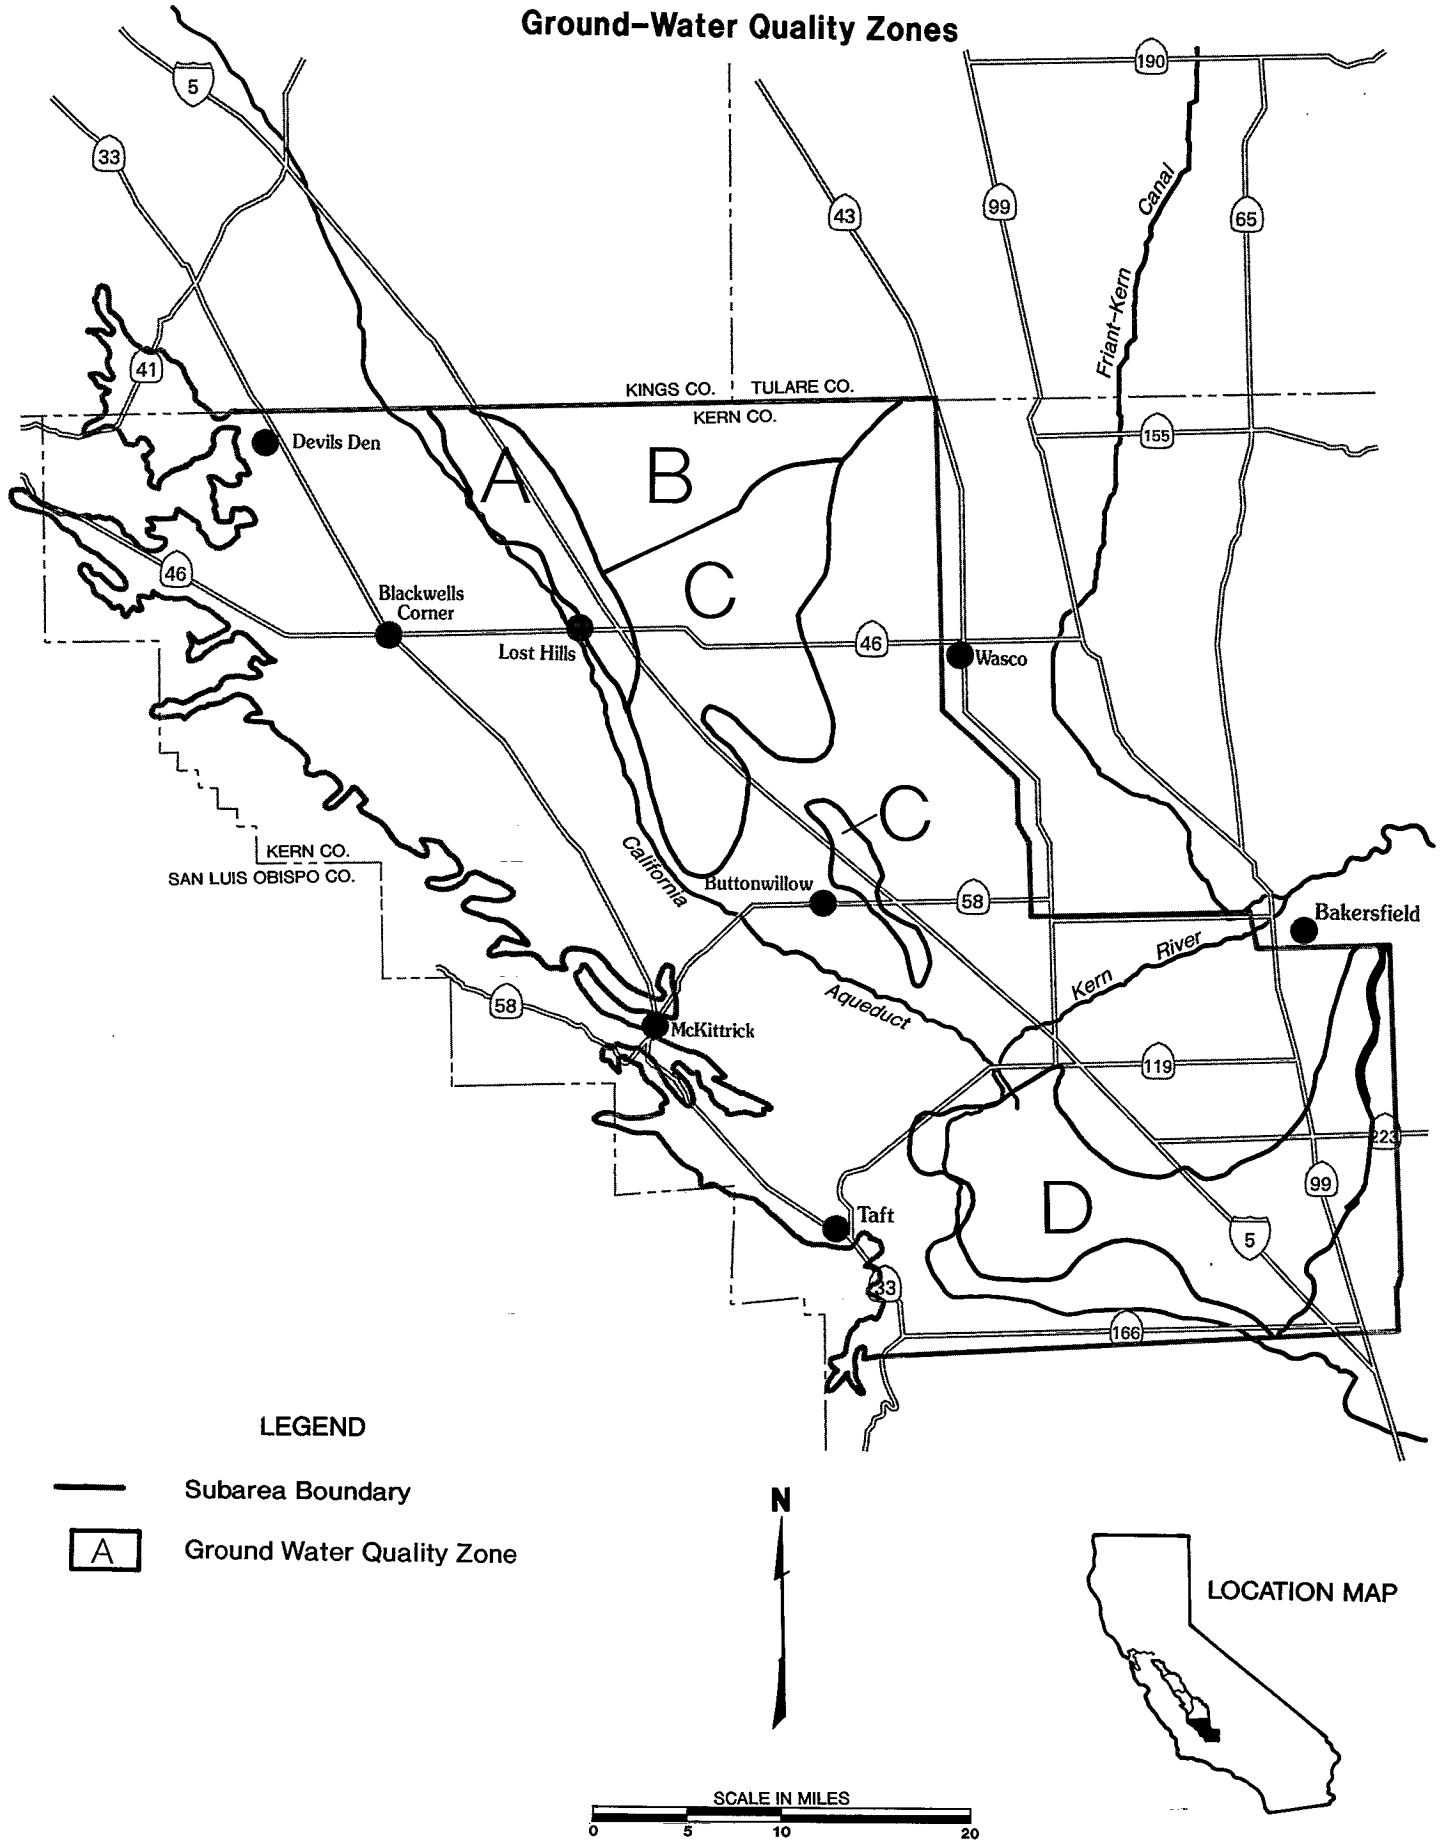 Ground-Water Quality Zones
190
5
33
Canal
99
43
65
Friant-Kern
41
KINGS CO.
TULARE CO.
KERN CO.
155
Devils Den
A
B
46
C
Blackwells
Corner
46
Lost Hills
Wasco
C
KERN CO.
SAN LUIS OBISPO CO.
California
Buttonwillow
58
Bakersfield
River
Kern
58
Aqueduct
McKittrick
119
223
99
D
Taft
5
33
166
LEGEND
Subarea Boundary
A
Ground Water Quality Zone
N
LOCATION MAP
SCALE IN MILES
0 5 10 20